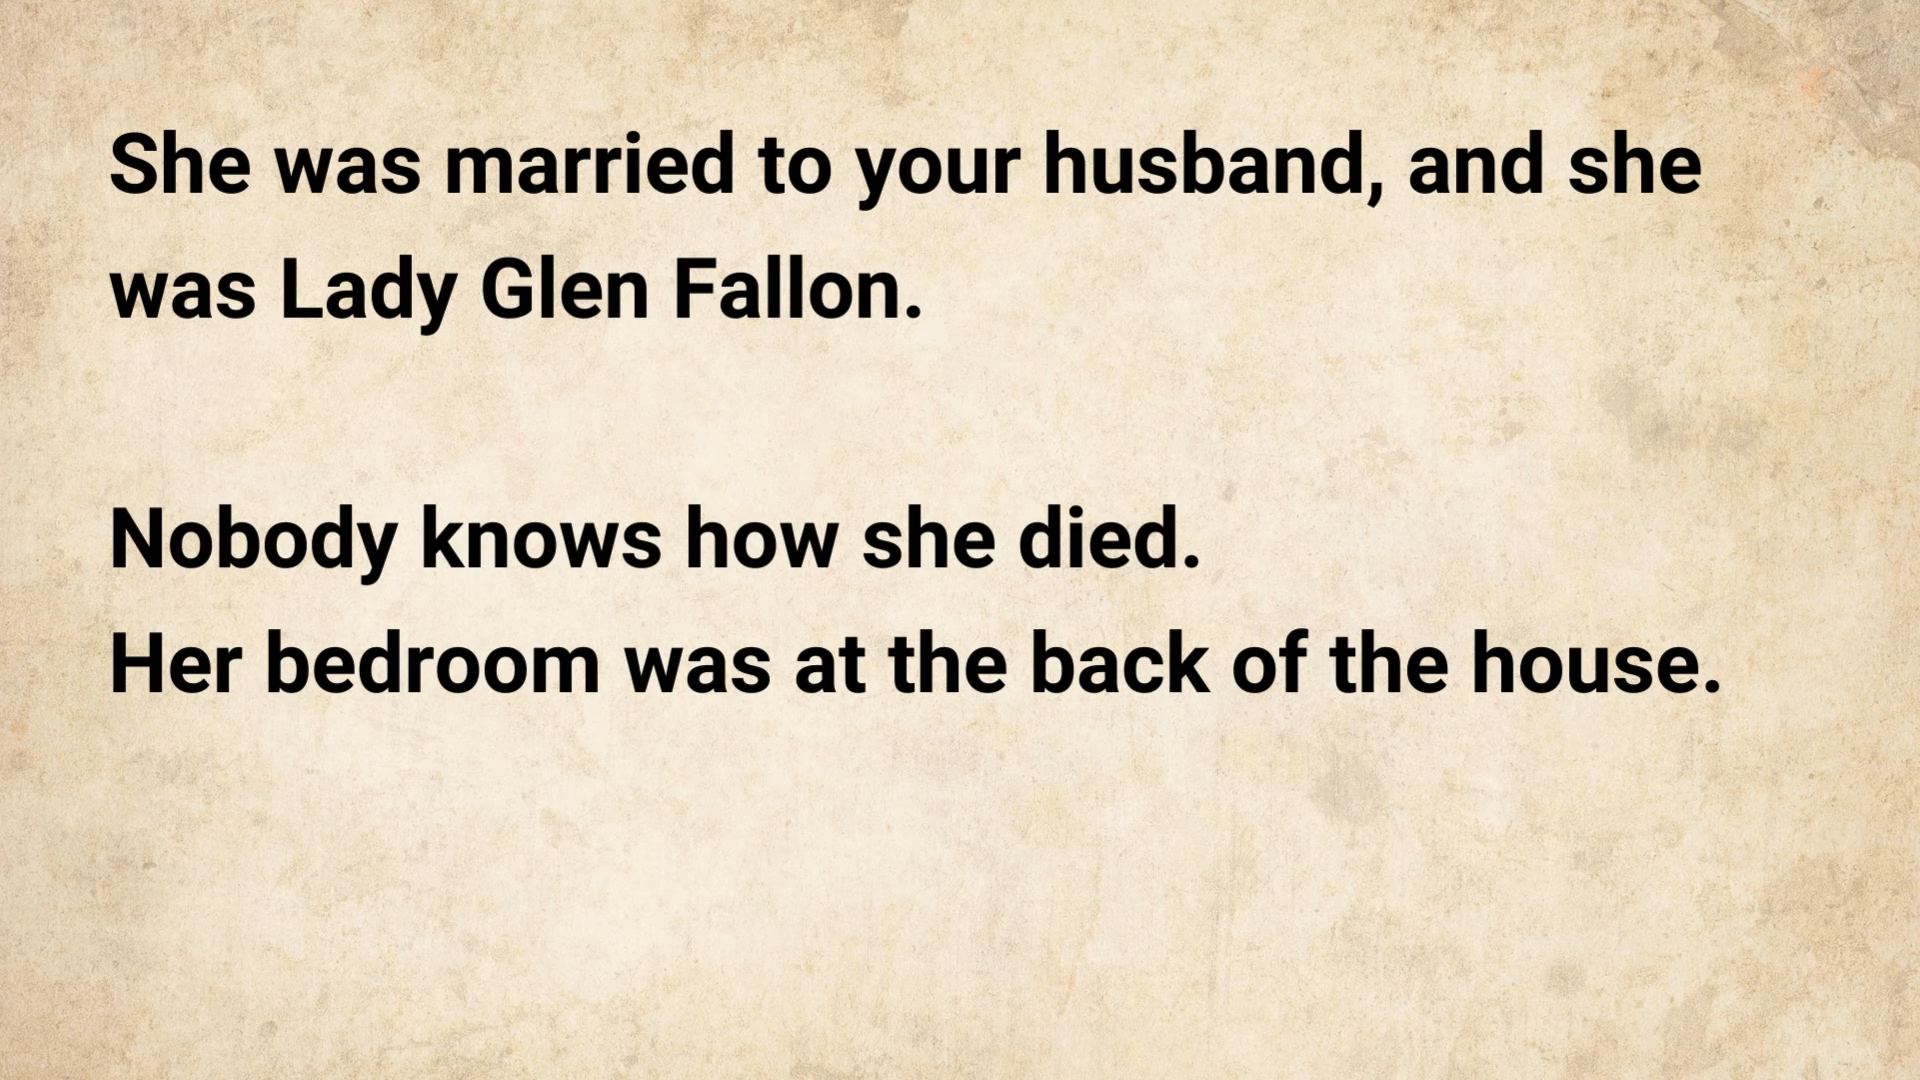 She was married to your husband, and she
was Lady Glen Fallon.
Nobody knows how she died.
Her bedroom was at the back of the house.